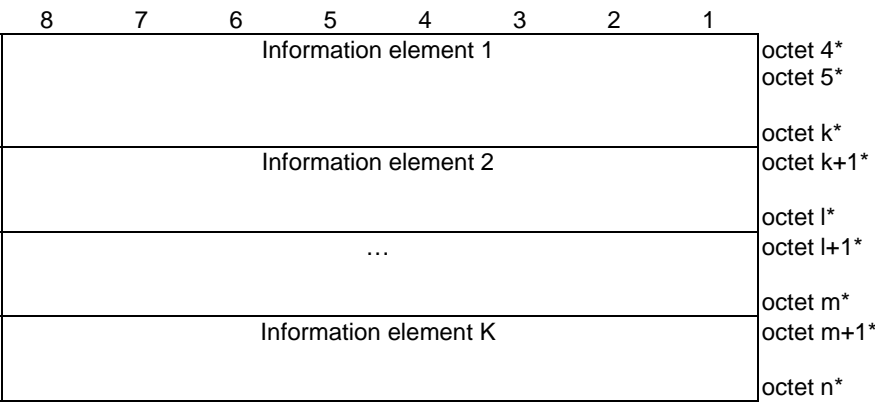 8 7 6 5 4 3 2 1
Information element 1 octet 4*
octet 5*
octet k*
Information element 2 octet k+1*
octet l*
… octet l+1*
octet m*
Information element K octet m+1*
octet n*